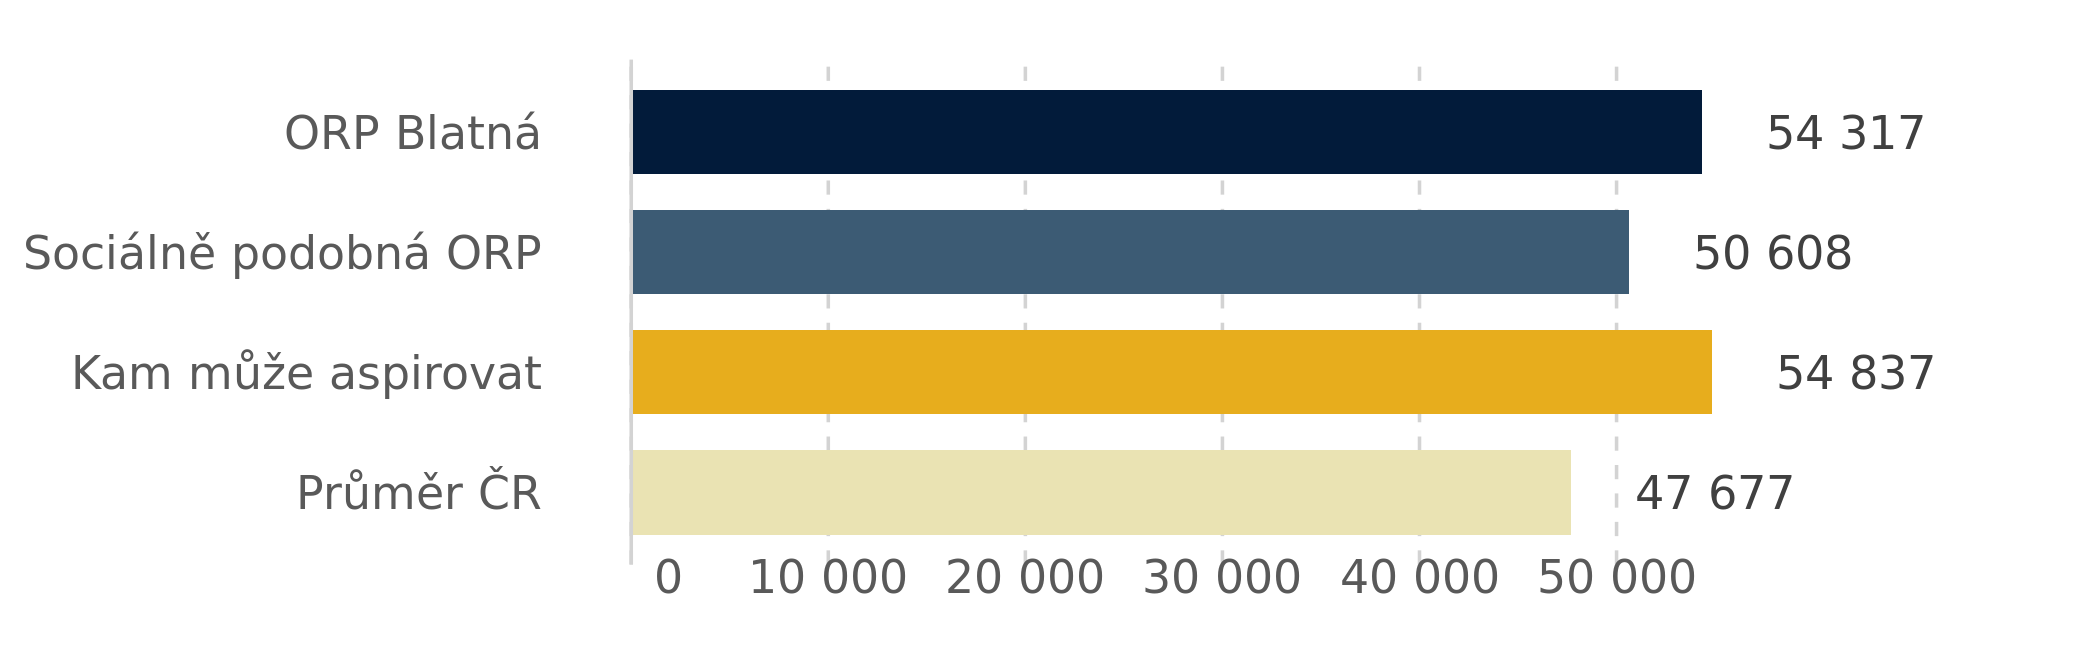 ORP Blatná 54 317
Sociálně podobná ORP 50 608
Kam může aspirovat 54 837
Průměr ČR 47 677
0 10 000 20 000 30 000 40 000 50 000